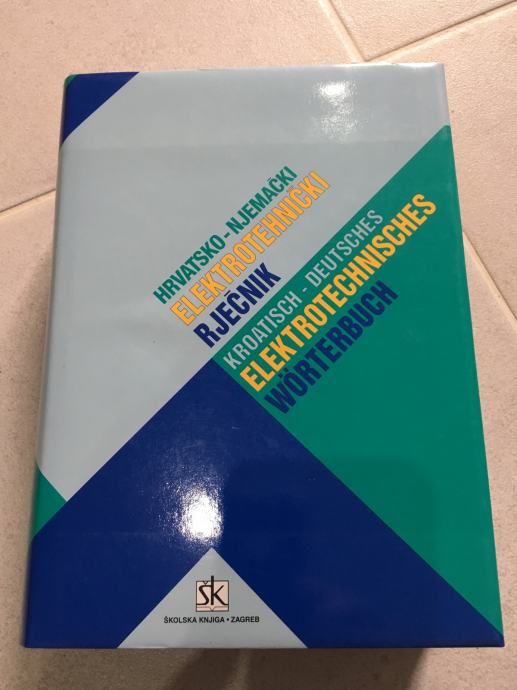 HRVATSKO - NJEMAČKI
ELEKTROTEHNIČKI
RJEČNIK
KROATISCH - DEUTSCHES
ELEKTROTECHNISCHES
WÖRTERBUCH
šk
ŠKOLSKA KNJIGA • ZAGREB